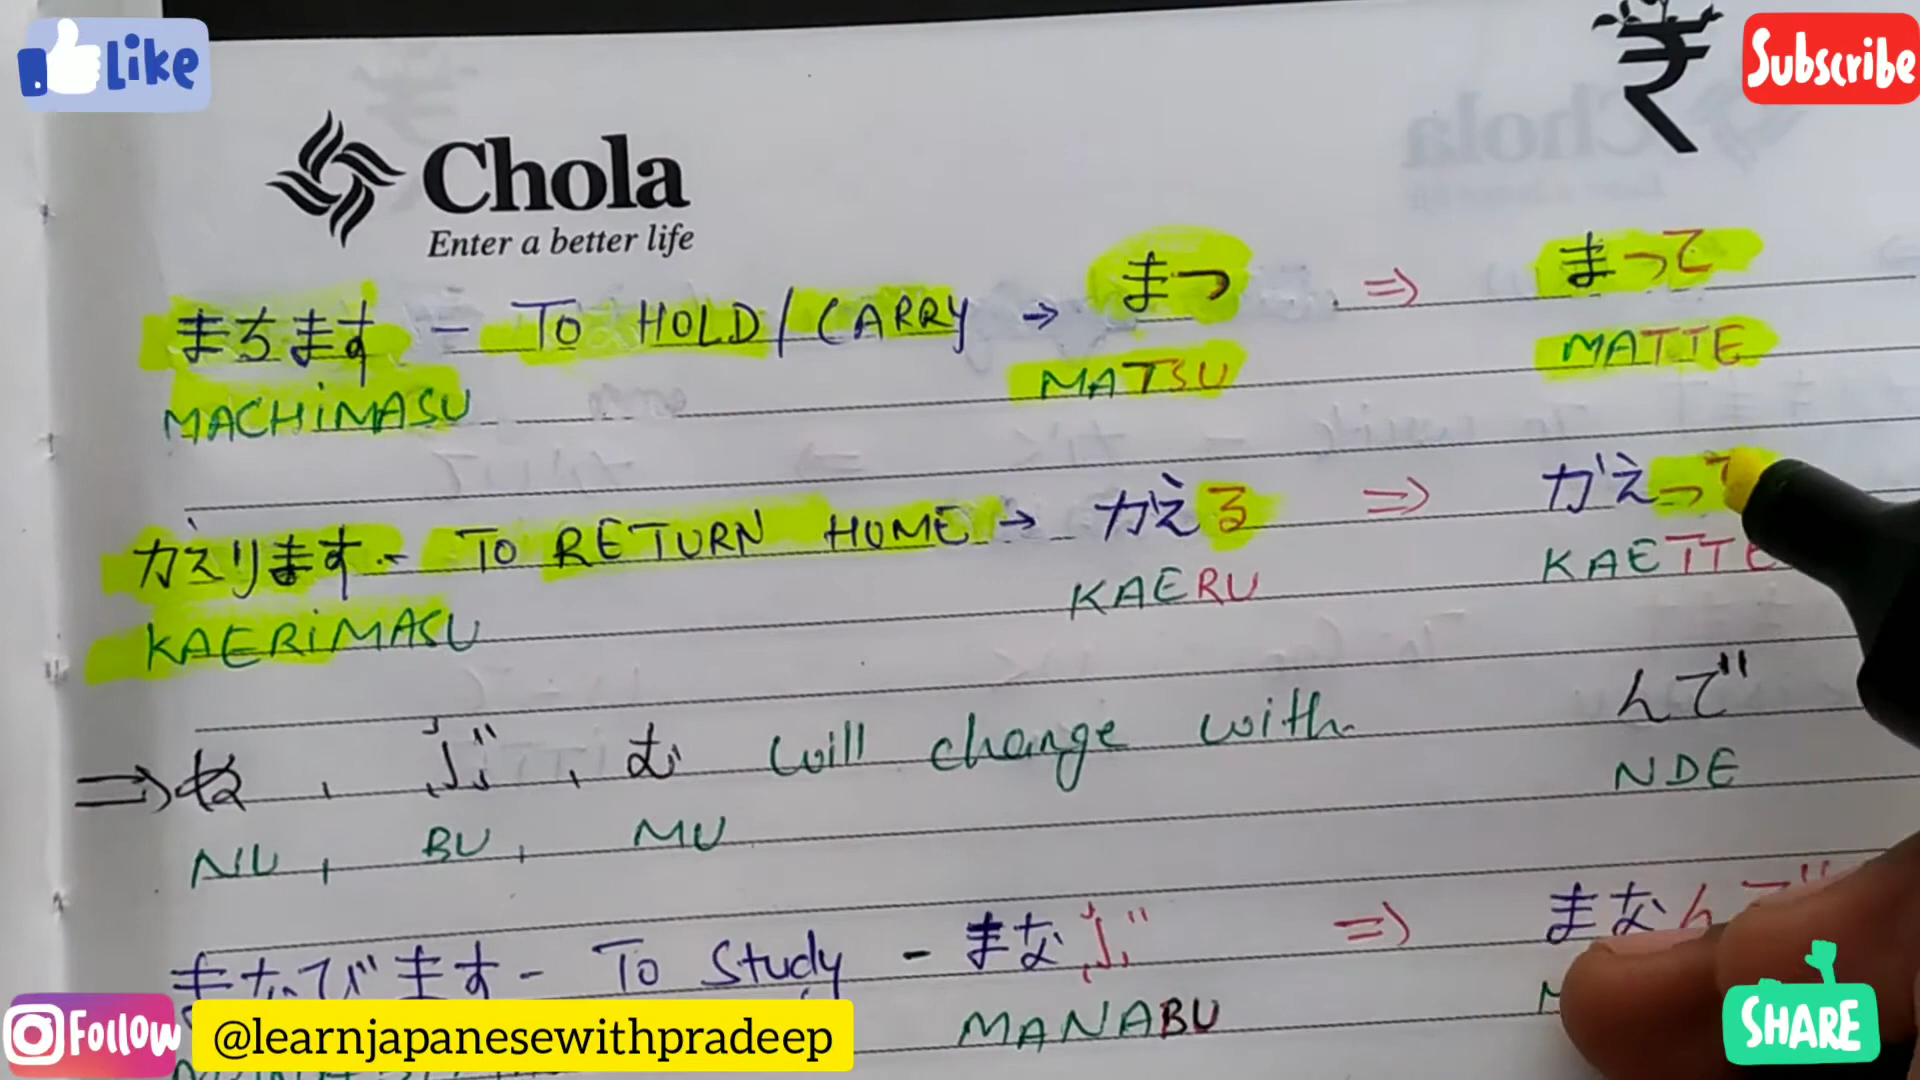 Like
Subscribe
₹
Chola
Enter a better life
まちます - TO HOLD / CARRY → まつ ⇒ まって
MACHIMASU MATSU MATTE
かえります - TO RETURN HOME → かえる ⇒ かえって
KAERIMASU KAERU KAETTE
⇒ ぬ , ぶ , む will change with んで
NU , BU , MU NDE
まなびます - To Study - まなぶ ⇒ まなんで
MANABU
Follow @learnjapanesewithpradeep
SHARE